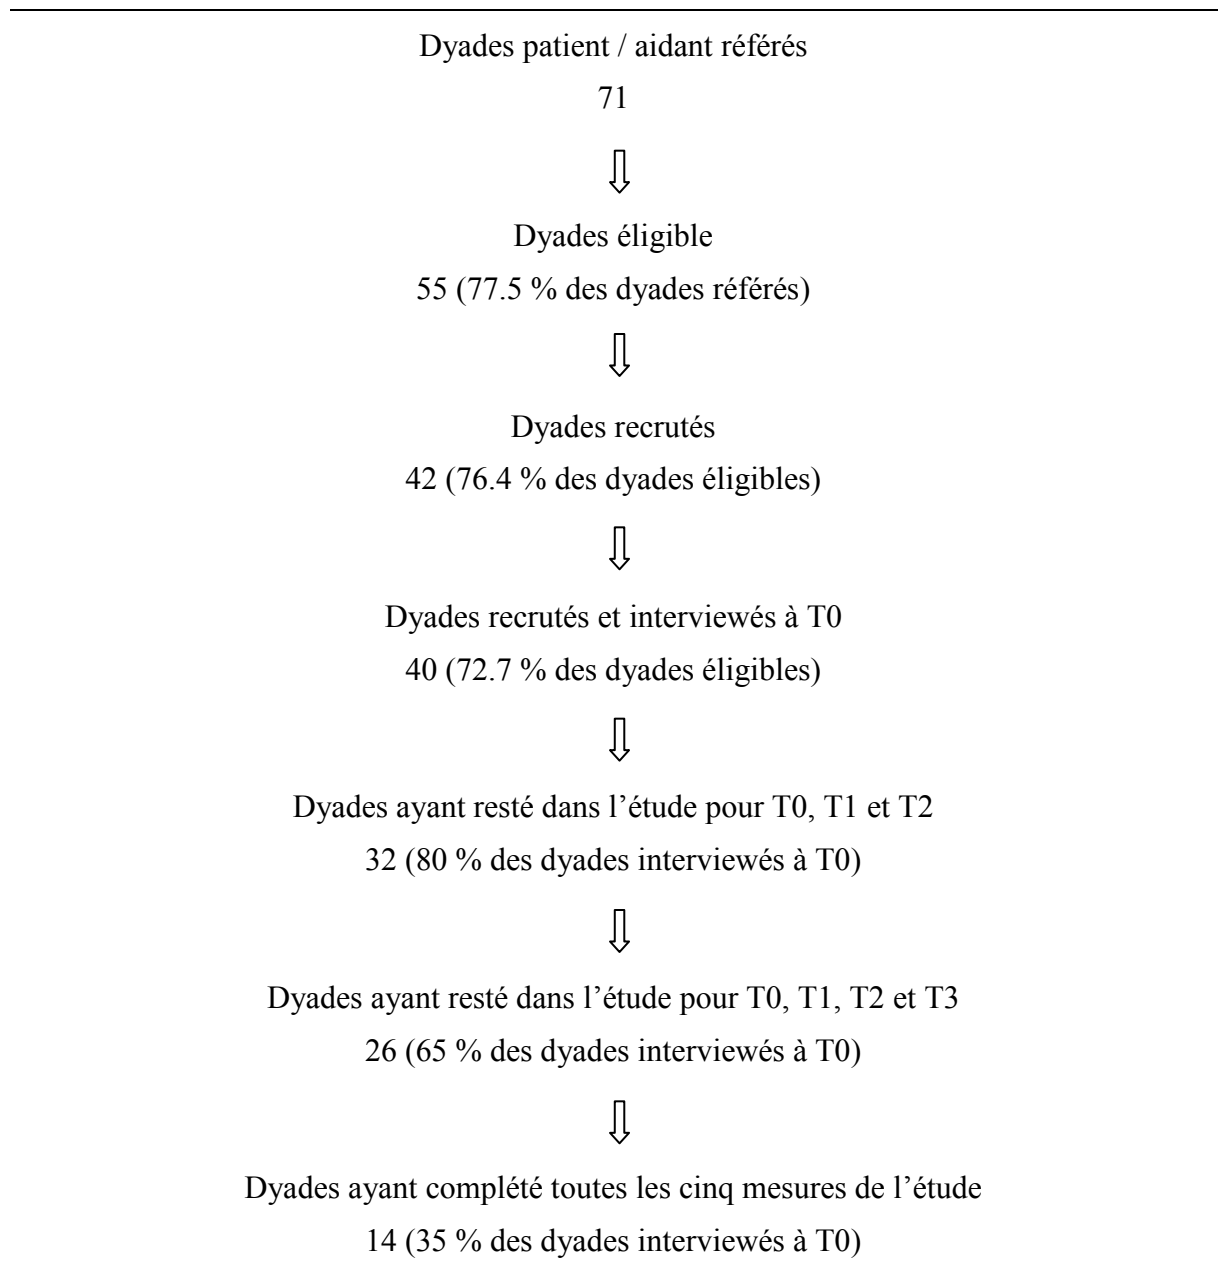 Dyades patient / aidant référés
71
Dyades éligible
55 (77.5 % des dyades référés)
Dyades recrutés
42 (76.4 % des dyades éligibles)
Dyades recrutés et interviewés à T0
40 (72.7 % des dyades éligibles)
Dyades ayant resté dans l’étude pour T0, T1 et T2
32 (80 % des dyades interviewés à T0)
Dyades ayant resté dans l’étude pour T0, T1, T2 et T3
26 (65 % des dyades interviewés à T0)
Dyades ayant complété toutes les cinq mesures de l’étude
14 (35 % des dyades interviewés à T0)